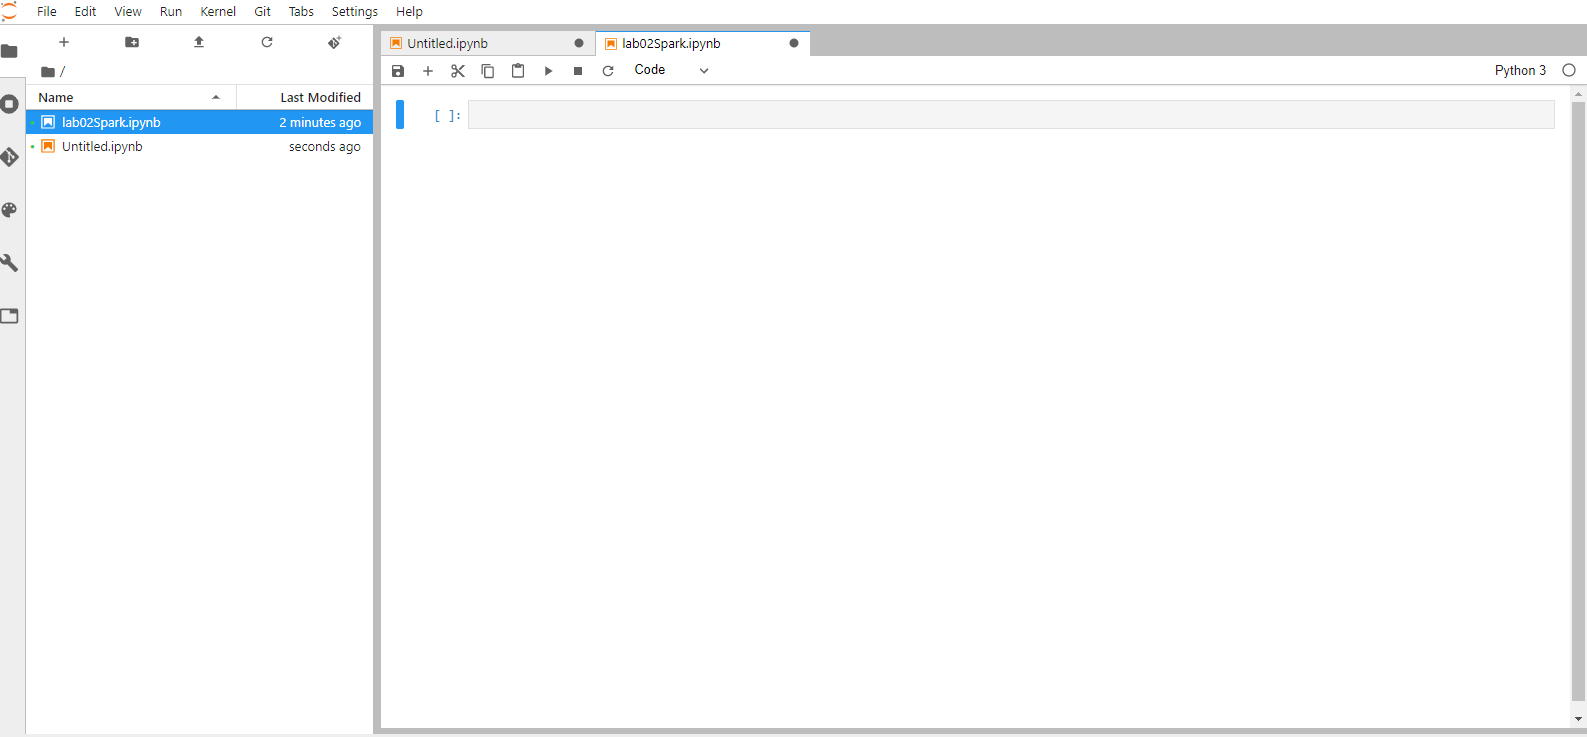 File Edit View Run Kernel Git Tabs Settings Help
/
Name Last Modified
lab02Spark.ipynb 2 minutes ago
Untitled.ipynb seconds ago
Untitled.ipynb lab02Spark.ipynb
Code Python 3
[ ]: